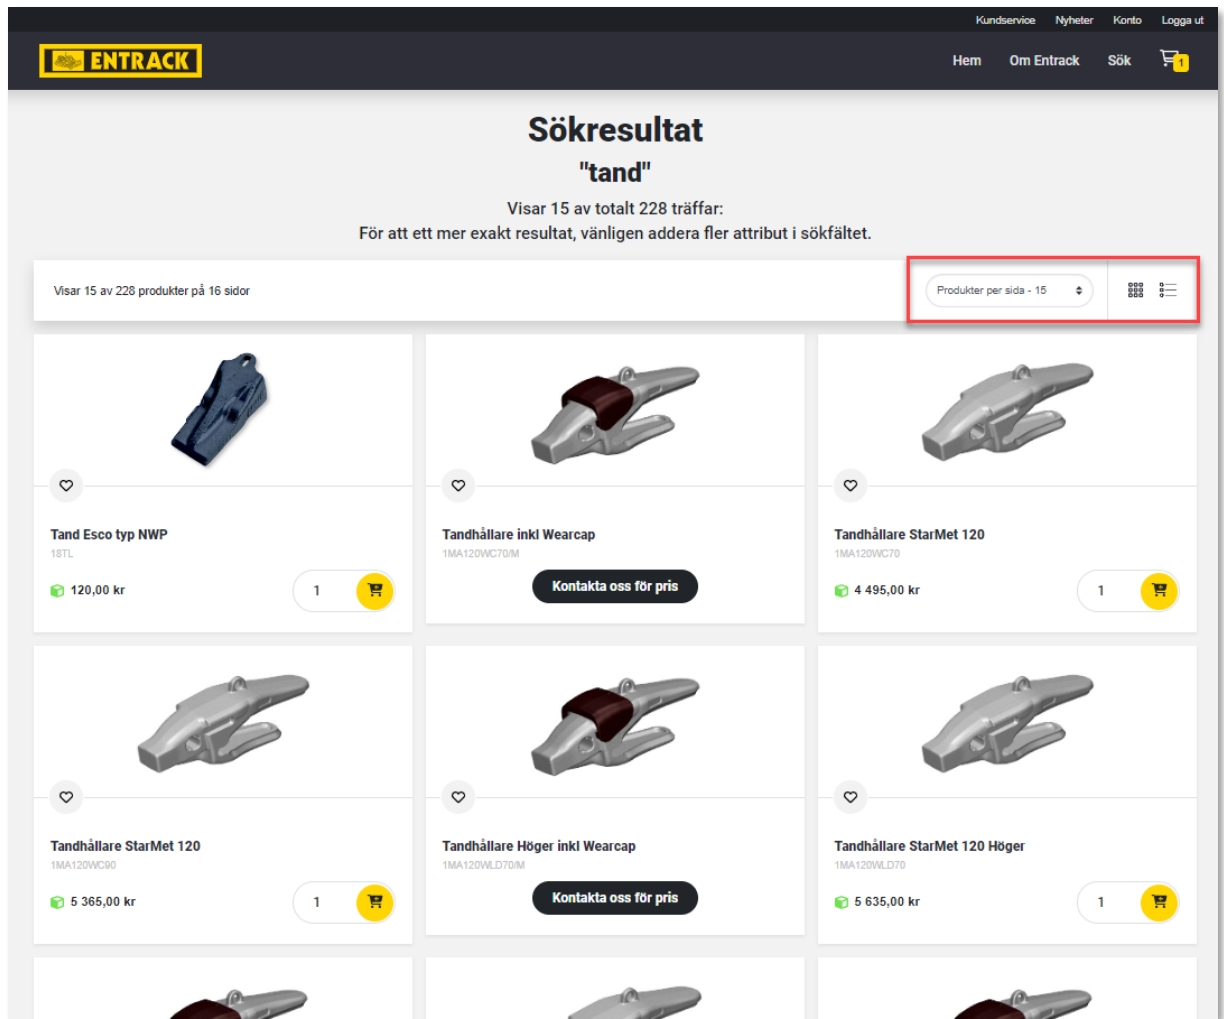 Kundservice Nyheter Konto Logga ut
ENTRACK
Hem Om Entrack Sök 1
Sökresultat
"tand"
Visar 15 av totalt 228 träffar:
För att ett mer exakt resultat, vänligen addera fler attribut i sökfältet.
Visar 15 av 228 produkter på 16 sidor
Produkter per sida - 15
Tand Esco typ NWP
18TL
120,00 kr 1
Tandhållare inkl Wearcap
1MA120WC70/M
Kontakta oss för pris
Tandhållare StarMet 120
1MA120WC70
4 495,00 kr 1
Tandhållare StarMet 120
1MA120WC90
5 365,00 kr 1
Tandhållare Höger inkl Wearcap
1MA120WLD70/M
Kontakta oss för pris
Tandhållare StarMet 120 Höger
1MA120WLD70
5 635,00 kr 1